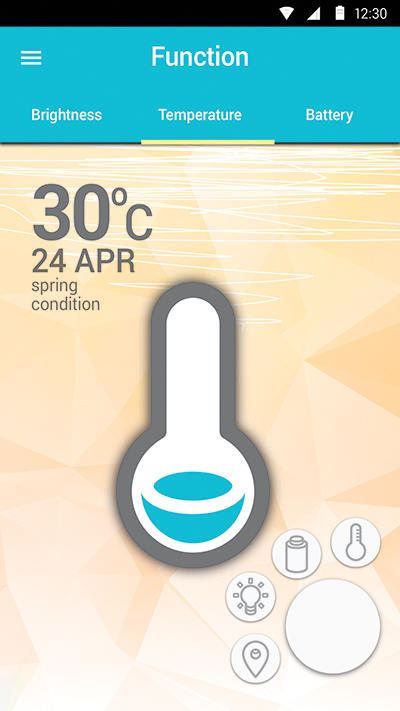 12:30
Function
Brightness Temperature Battery
30°C
24 APR
spring
condition